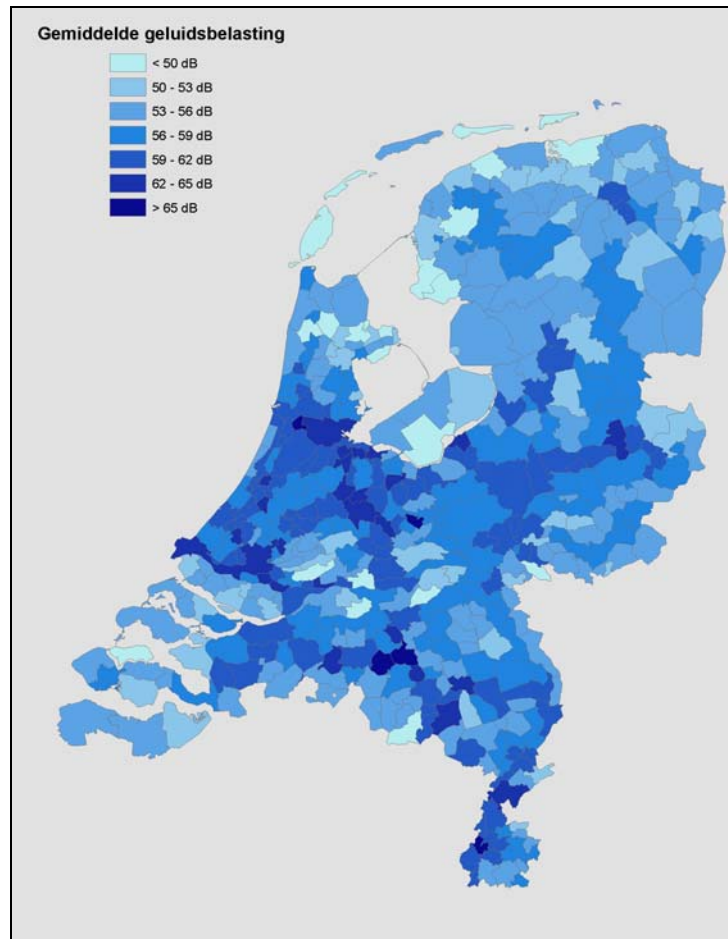 Gemiddelde geluidsbelasting
< 50 dB
50 - 53 dB
53 - 56 dB
56 - 59 dB
59 - 62 dB
62 - 65 dB
> 65 dB